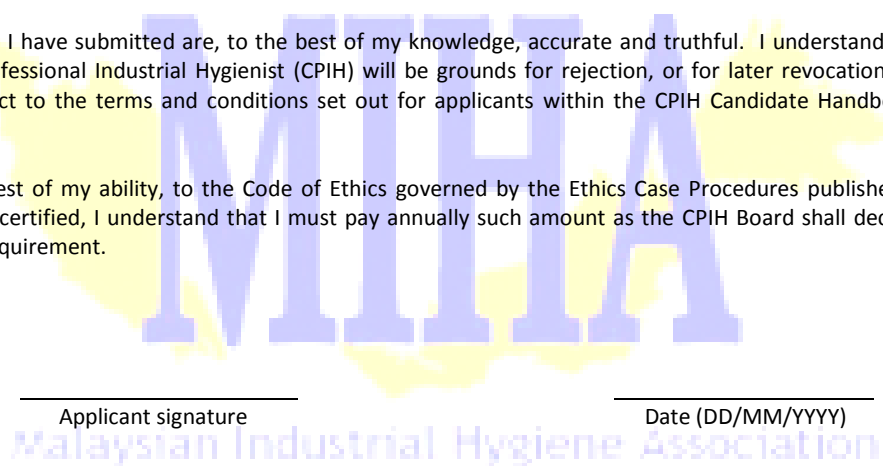 I have submitted are, to the best of my knowledge, accurate and truthful. I understand
ofessional Industrial Hygienist (CPIH) will be grounds for rejection, or for later revocation
ct to the terms and conditions set out for applicants within the CPIH Candidate Handb
est of my ability, to the Code of Ethics governed by the Ethics Case Procedures publishe
certified, I understand that I must pay annually such amount as the CPIH Board shall dec
quirement.
MIHA
Applicant signature Date (DD/MM/YYYY)
Malaysian Industrial Hygiene Association